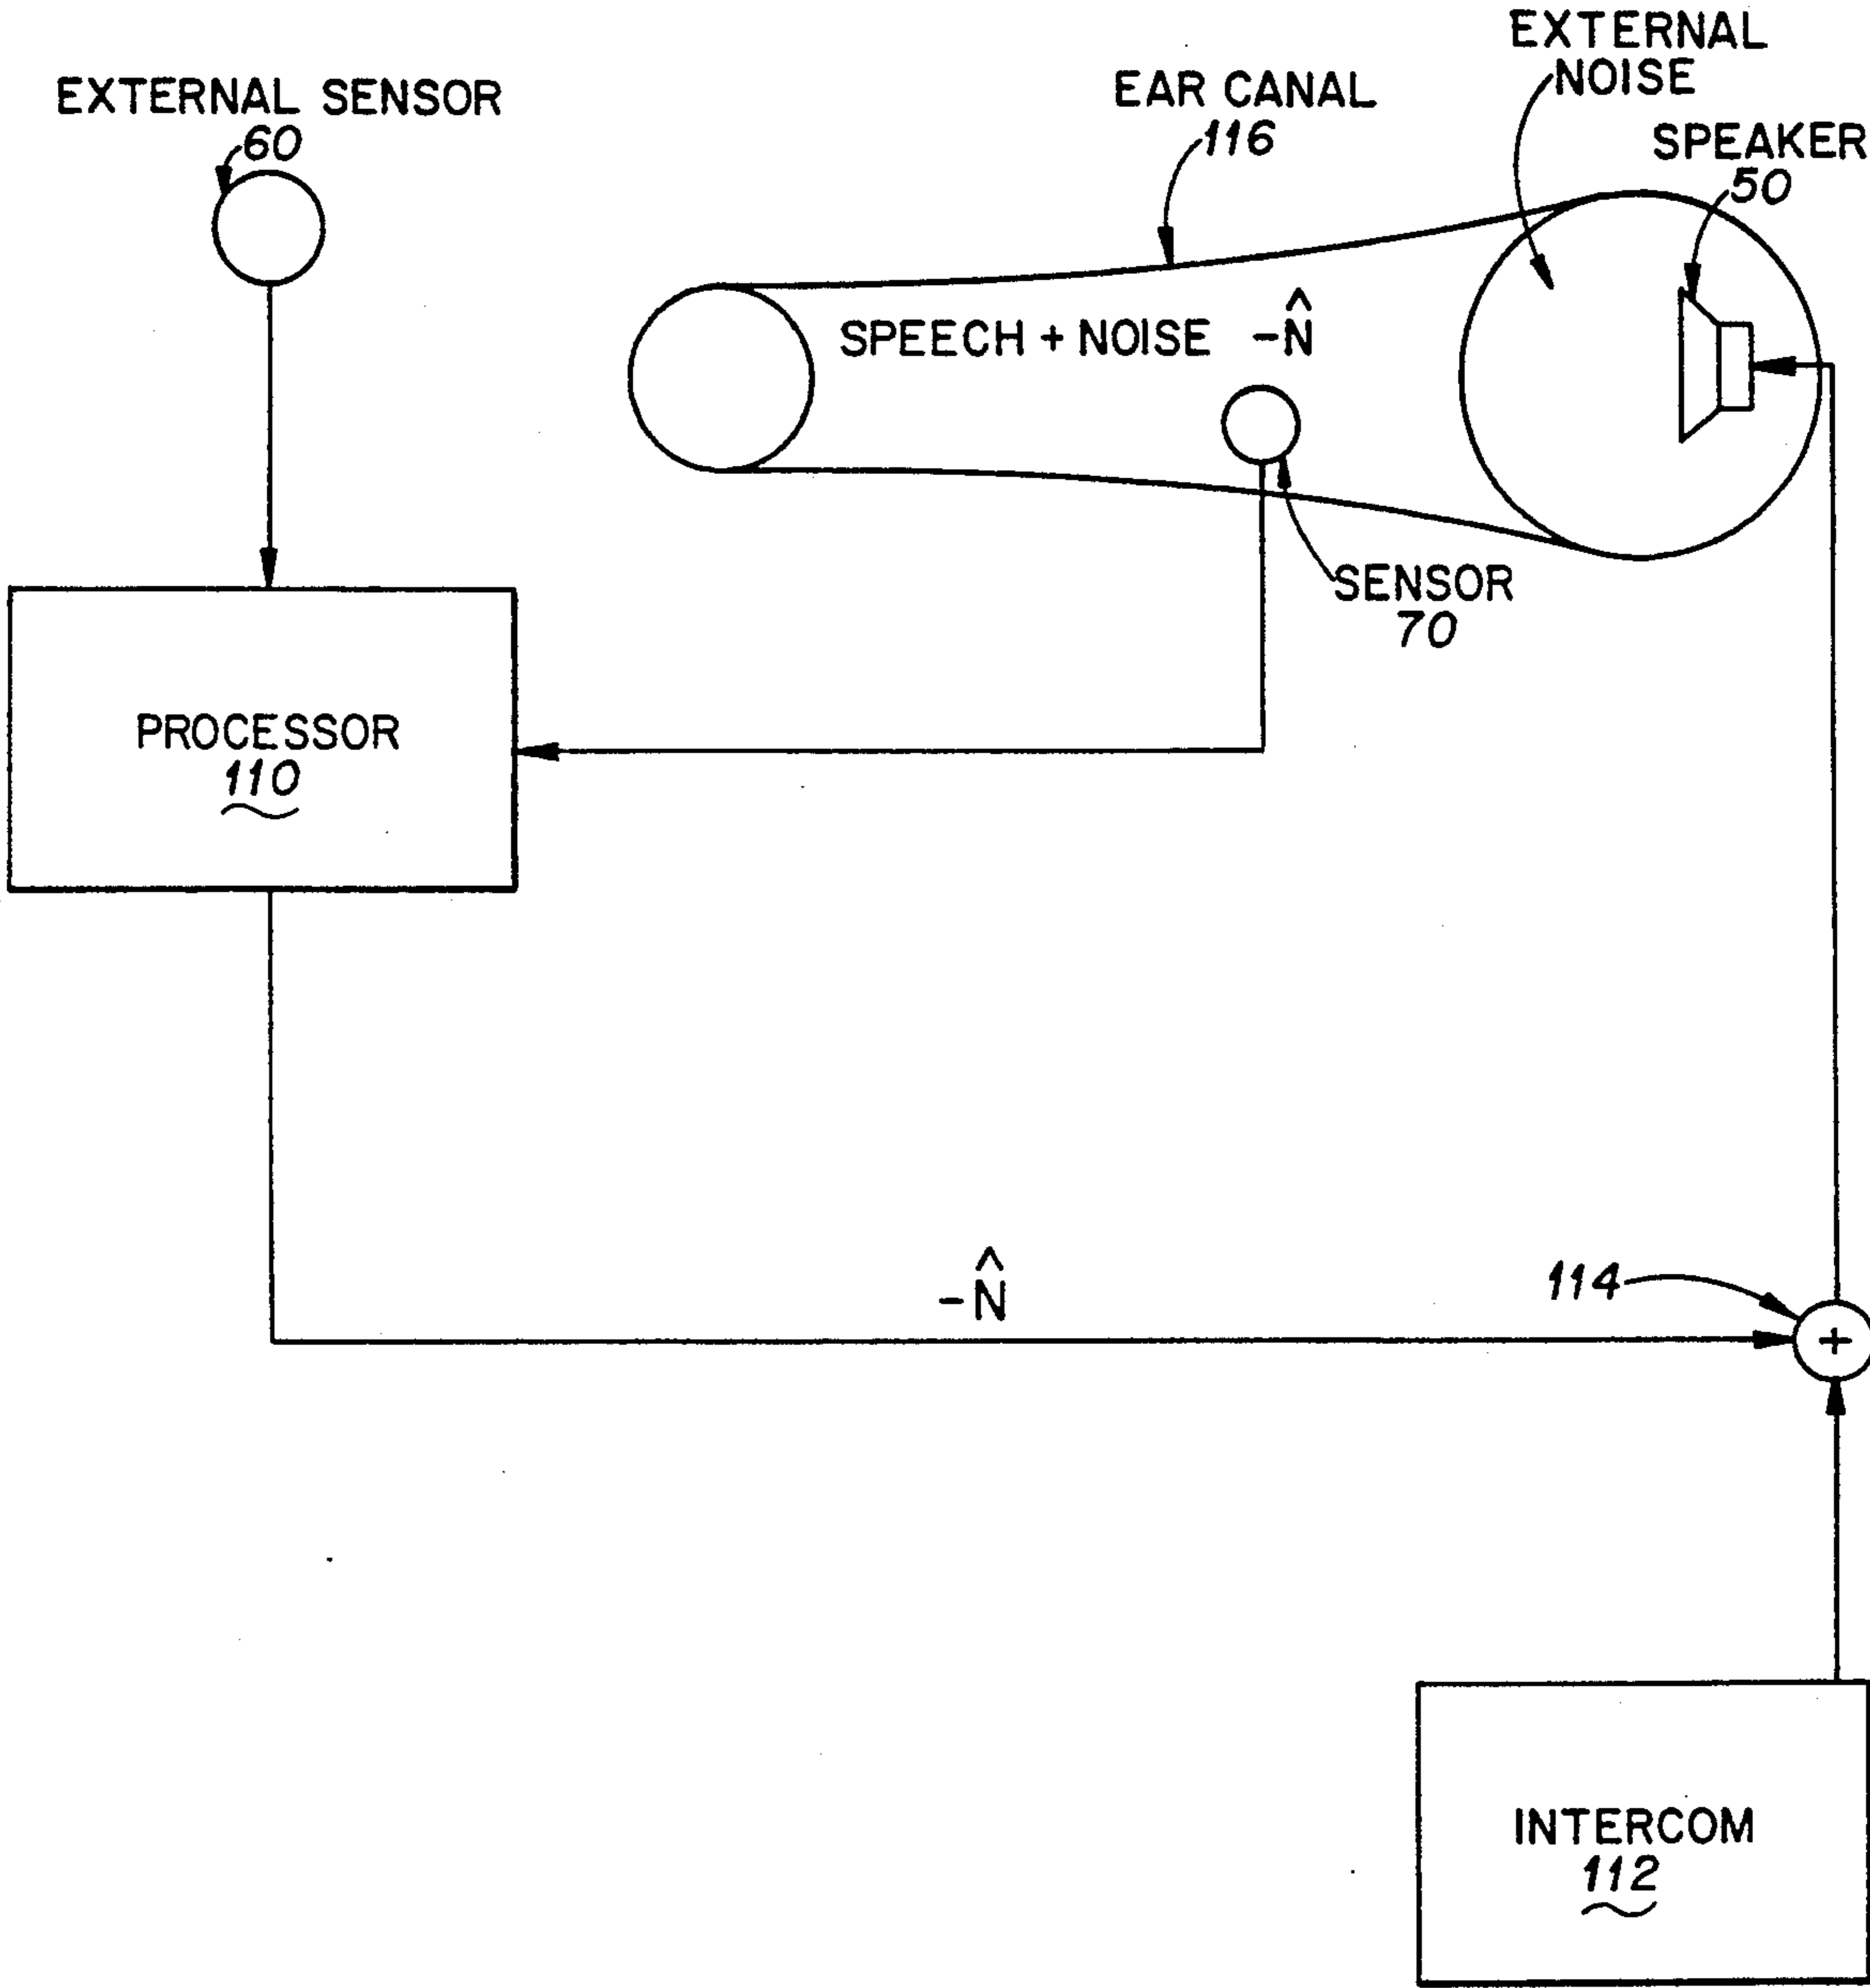 EXTERNAL SENSOR
60
EAR CANAL
116
EXTERNAL
NOISE
SPEAKER
50
SPEECH + NOISE -N̂
SENSOR
70
PROCESSOR
110
-N̂
114
+
INTERCOM
112